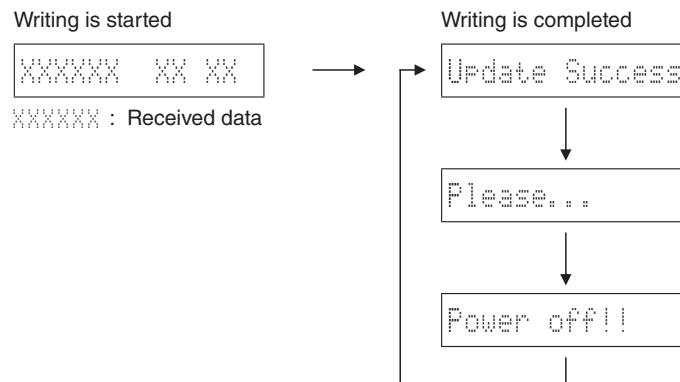 Writing is started
XXXXXX XX XX
XXXXXX : Received data
Writing is completed
Update Success
Please...
Power off!!